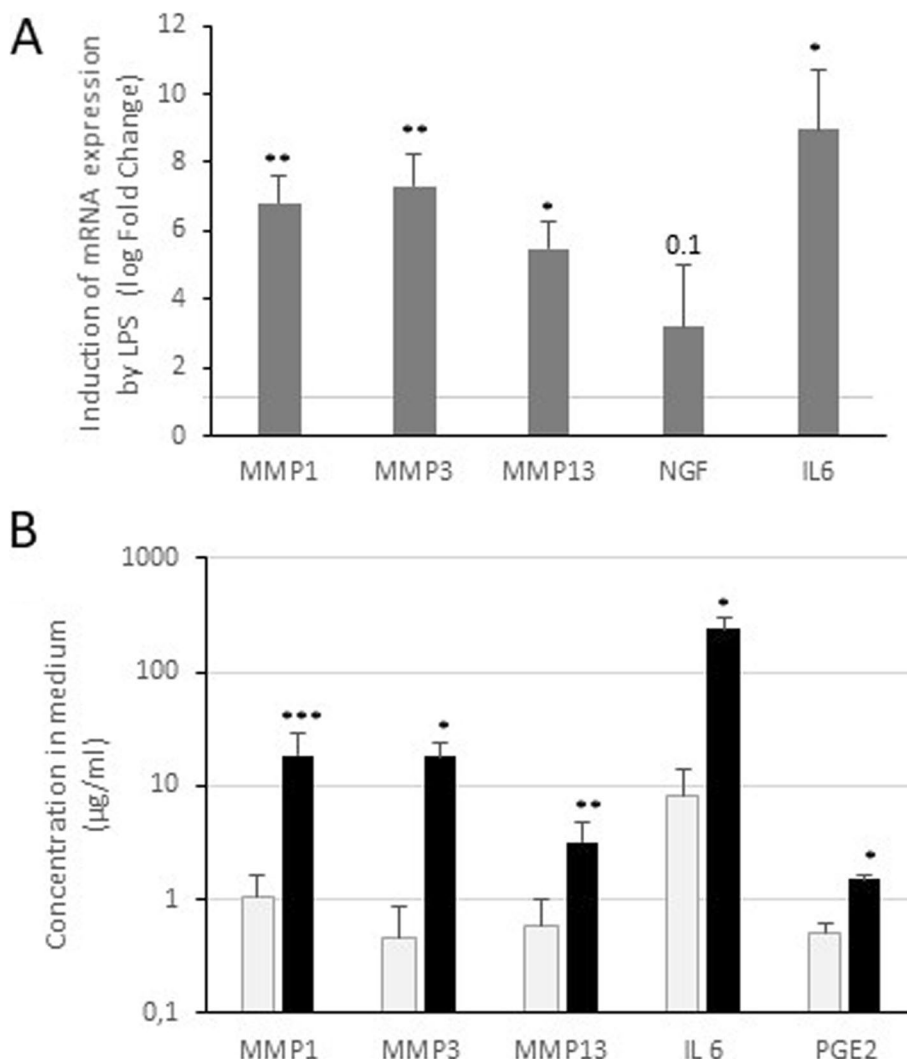 A
Induction of mRNA expression
by LPS (log Fold Change)
12
10
8
6
4
2
0
**
**
*
0.1
*
MMP1 MMP3 MMP13 NGF IL6
B
Concentration in medium
(µg/ml)
1000
100
10
1
0,1
***
*
**
*
*
MMP1 MMP3 MMP13 IL 6 PGE2